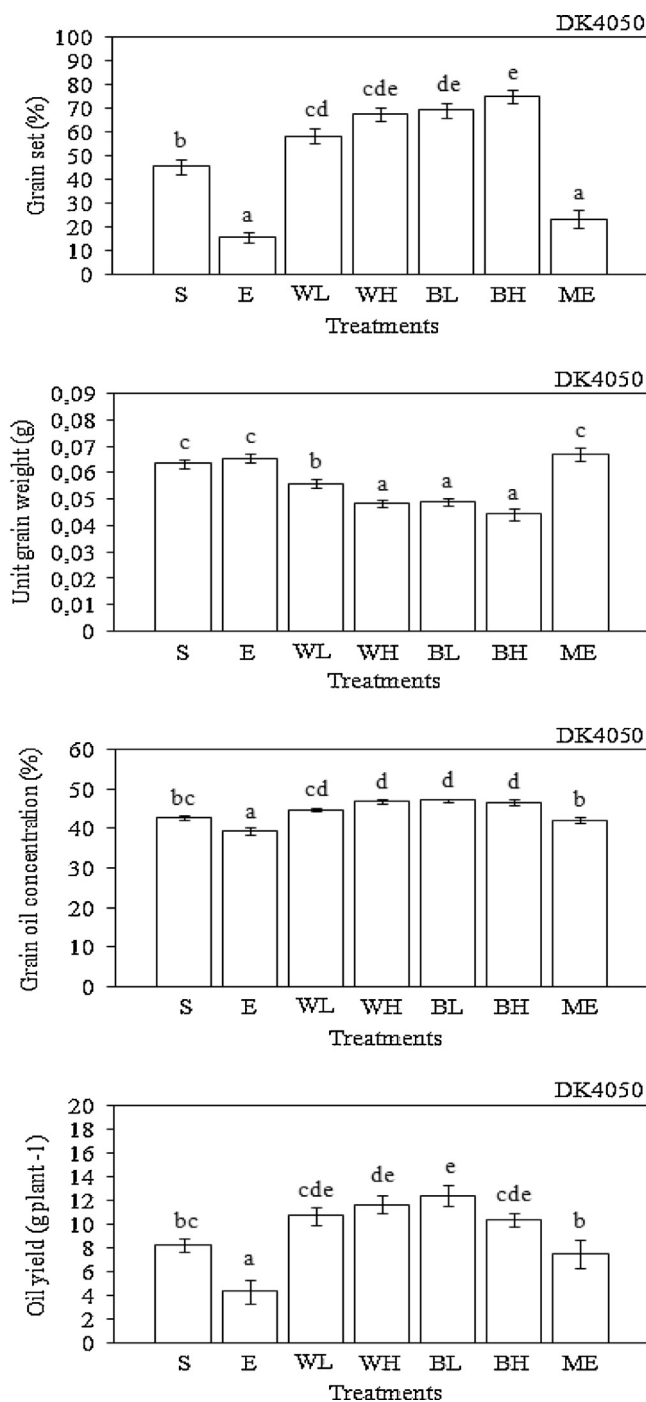 DK4050
Grain set (%)
100
90
80
70
60
50
40
30
20
10
0
b
a
cd
cde
de
e
a
S E WL WH BL BH ME
Treatments
DK4050
Unit grain weight (g)
0,09
0,08
0,07
0,06
0,05
0,04
0,03
0,02
0,01
0
c
c
b
a
a
a
c
S E WL WH BL BH ME
Treatments
DK4050
Grain oil concentration (%)
60
50
40
30
20
10
0
bc
a
cd
d
d
d
b
S E WL WH BL BH ME
Treatments
DK4050
Oil yield (g plant -1)
20
18
16
14
12
10
8
6
4
2
0
bc
a
cde
de
e
cde
b
S E WL WH BL BH ME
Treatments